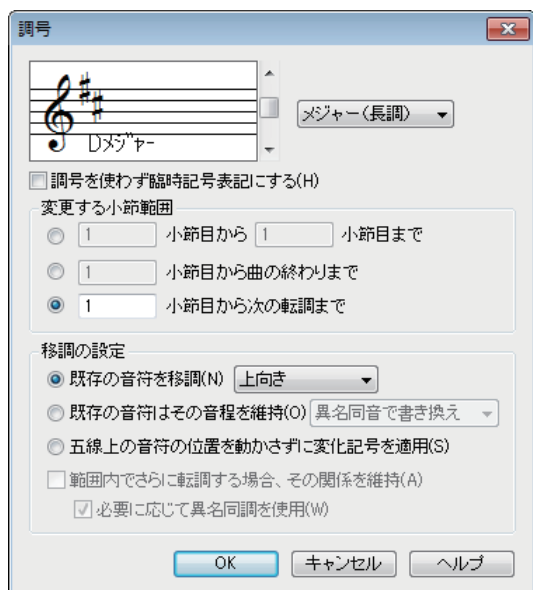 調号
Dメジャー
メジャー(長調)
調号を使わず臨時記号表記にする(H)
変更する小節範囲
1 小節目から 1 小節目まで
1 小節目から曲の終わりまで
1 小節目から次の転調まで
移調の設定
既存の音符を移調(N) 上向き
既存の音符はその音程を維持(O) 異名同音で書き換え
五線上の音符の位置を動かさずに変化記号を適用(S)
範囲内でさらに転調する場合、その関係を維持(A)
必要に応じて異名同調を使用(W)
OK キャンセル ヘルプ